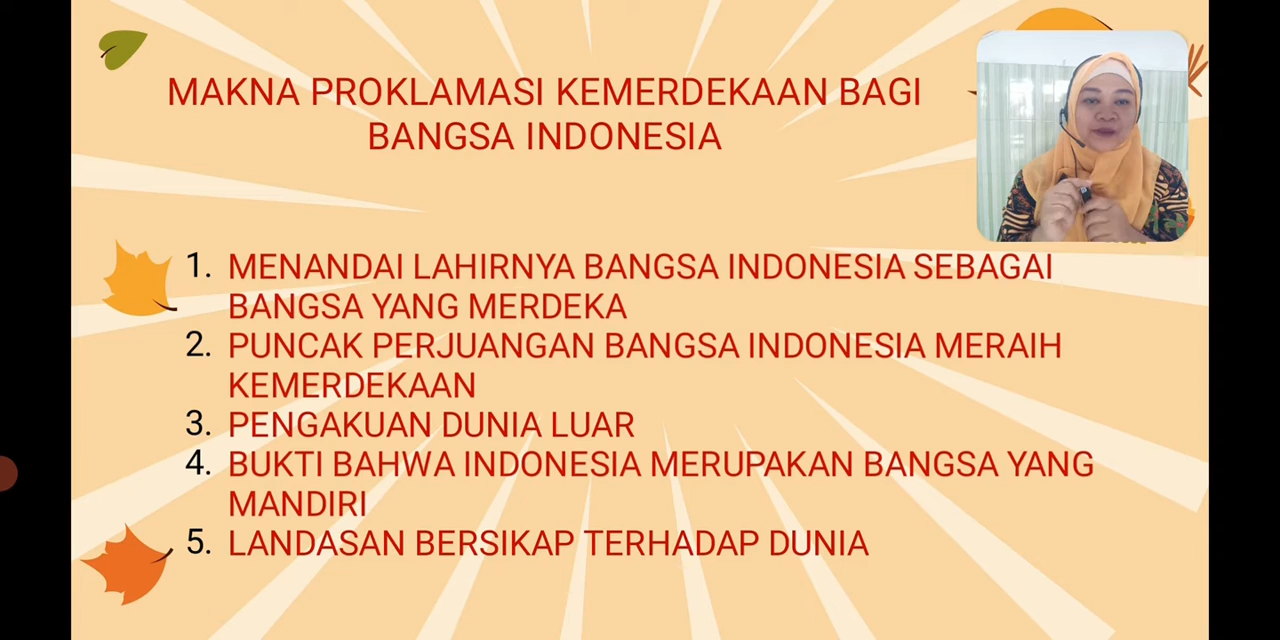 MAKNA PROKLAMASI KEMERDEKAAN BAGI
BANGSA INDONESIA
1. MENANDAI LAHIRNYA BANGSA INDONESIA SEBAGAI
BANGSA YANG MERDEKA
2. PUNCAK PERJUANGAN BANGSA INDONESIA MERAIH
KEMERDEKAAN
3. PENGAKUAN DUNIA LUAR
4. BUKTI BAHWA INDONESIA MERUPAKAN BANGSA YANG
MANDIRI
5. LANDASAN BERSIKAP TERHADAP DUNIA